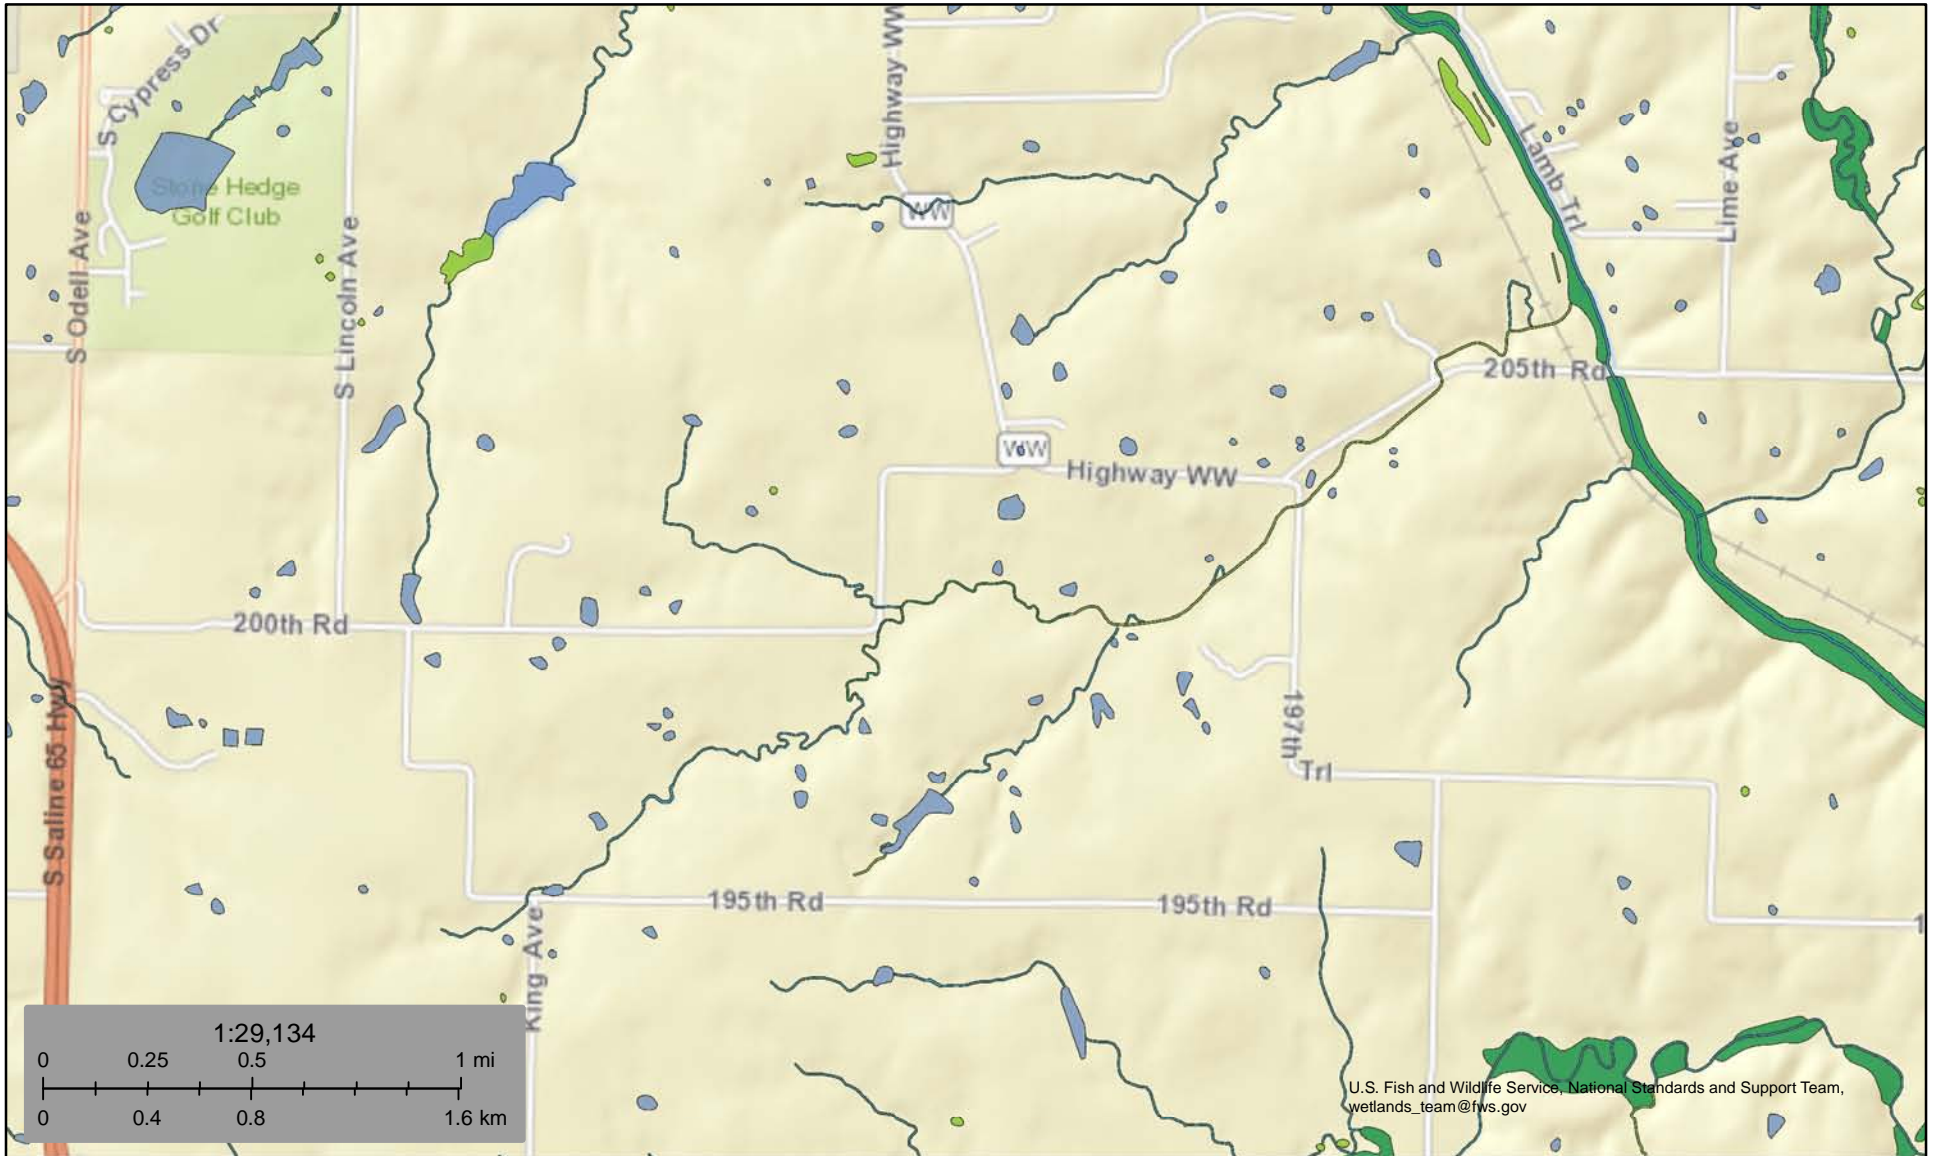 S Cypress Dr
Highway WW
Stone Hedge
Golf Club
WW
Lamb Trl
Lime Ave
S Odell Ave
S Lincoln Ave
205th Rd
WW
Highway WW
200th Rd
S Saline 65 Hwy
197th
Trl
195th Rd
195th Rd
King Ave
1:29,134
0 0.25 0.5 1 mi
0 0.4 0.8 1.6 km
U.S. Fish and Wildlife Service, National Standards and Support Team,
wetlands_team@fws.gov